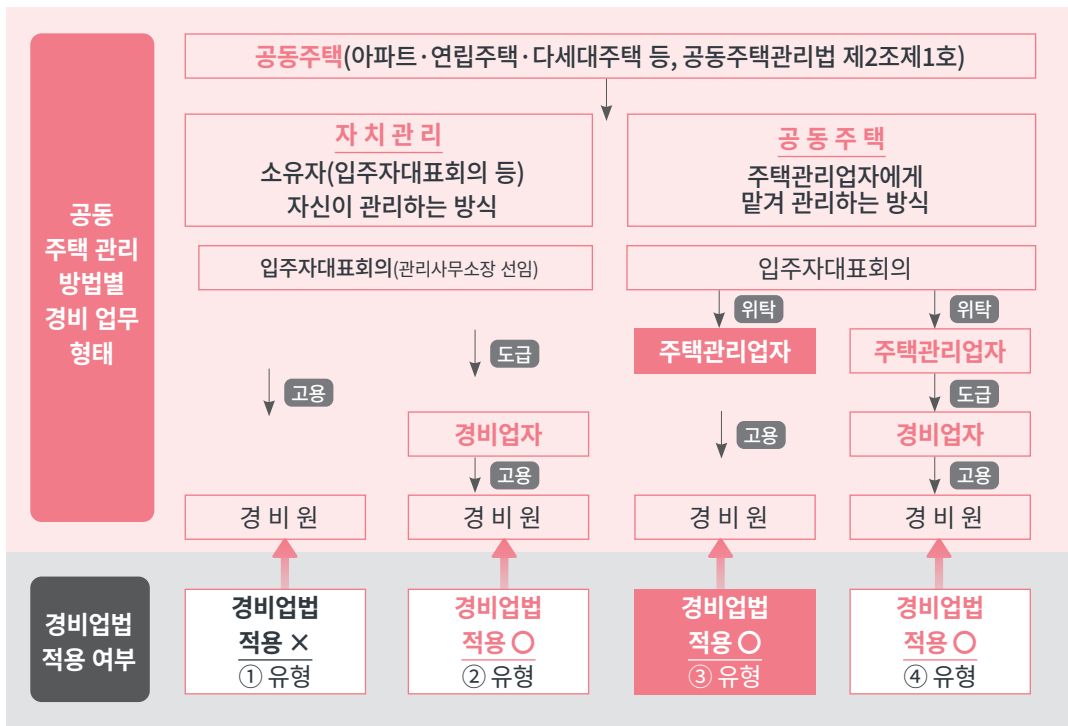 공동
주택 관리
방법별
경비 업무
형태
공동주택(아파트·연립주택·다세대주택 등, 공동주택관리법 제2조제1호)
자 치 관 리
소유자(입주자대표회의 등)
자신이 관리하는 방식
공 동 주 택
주택관리업자에게
맡겨 관리하는 방식
입주자대표회의(관리사무소장 선임)
입주자대표회의
위탁
위탁
주택관리업자
주택관리업자
도급
고용
도급
경비업자
고용
경비업자
고용
고용
경 비 원
경 비 원
경 비 원
경 비 원
경비업법
적용 여부
경비업법
적용 ×
① 유형
경비업법
적용 ○
② 유형
경비업법
적용 ○
③ 유형
경비업법
적용 ○
④ 유형